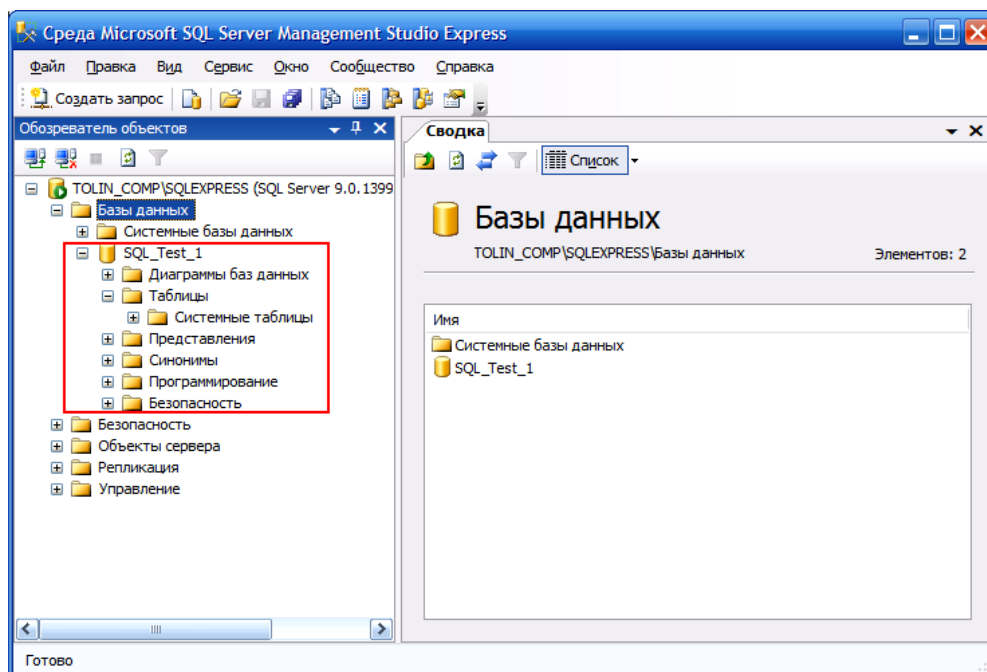 Среда Microsoft SQL Server Management Studio Express
Файл Правка Вид Сервис Окно Сообщество Справка
Создать запрос
Обозреватель объектов
TOLIN_COMP\SQLEXPRESS (SQL Server 9.0.1399
Базы данных
Системные базы данных
SQL_Test_1
Диаграммы баз данных
Таблицы
Системные таблицы
Представления
Синонимы
Программирование
Безопасность
Безопасность
Объекты сервера
Репликация
Управление
Сводка
Список
Базы данных
TOLIN_COMP\SQLEXPRESS\Базы данных
Элементов: 2
Имя
Системные базы данных
SQL_Test_1
Готово